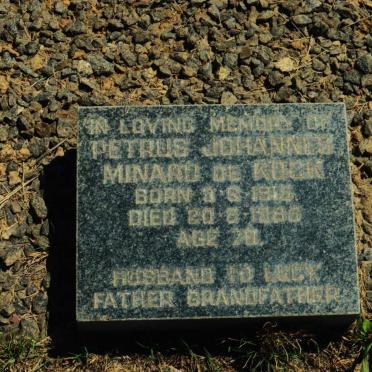 IN LOVING MEMORY OF
PETRUS JOHANNES
MINARD DE KOCK
BORN 3 6 1916
DIED 20 8 1986
AGE 70.
HUSBAND TO LUCY
FATHER GRANDFATHER